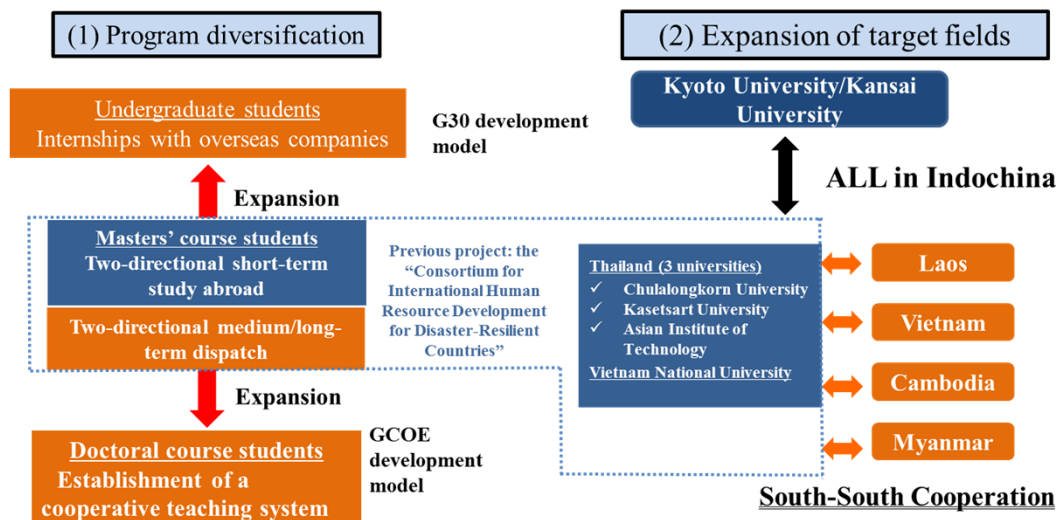 (1) Program diversification
Undergraduate students
Internships with overseas companies
G30 development
model
Expansion
Masters' course students
Two-directional short-term
study abroad
Two-directional medium/long-
term dispatch
Expansion
Doctoral course students
Establishment of a
cooperative teaching system
GCOE
development
model
Previous project: the
“Consortium for
International Human
Resource Development
for Disaster-Resilient
Countries”
(2) Expansion of target fields
Kyoto University/Kansai
University
ALL in Indochina
Thailand (3 universities)
✓ Chulalongkorn University
✓ Kasetsart University
✓ Asian Institute of
Technology
Vietnam National University
Laos
Vietnam
Cambodia
Myanmar
South-South Cooperation